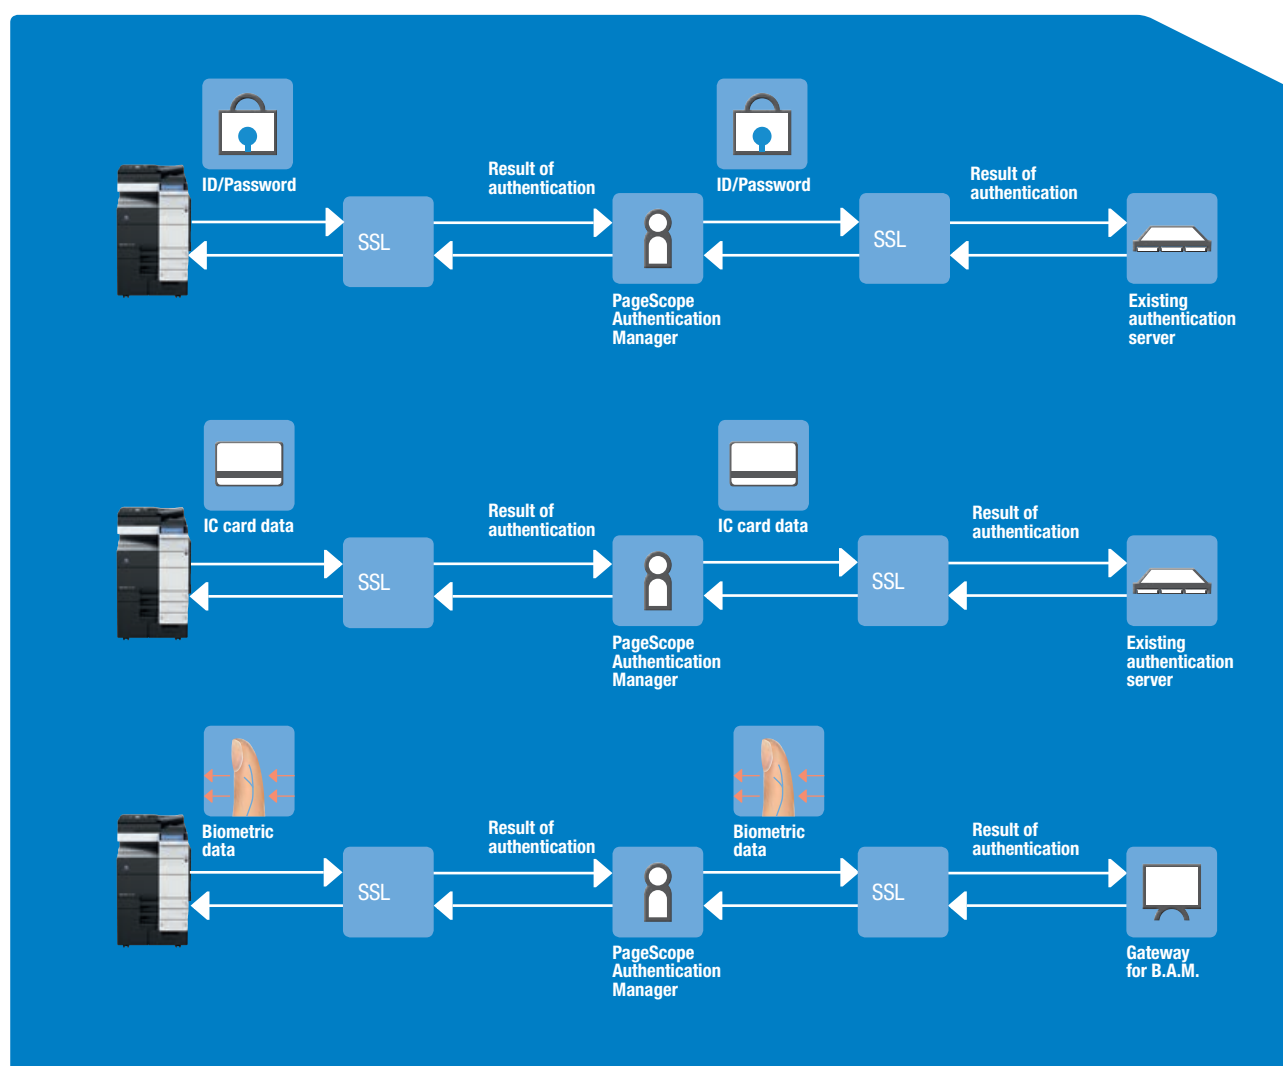 ID/Password
Result of
authentication
ID/Password
Result of
authentication
SSL
SSL
PageScope
Authentication
Manager
Existing
authentication
server
IC card data
Result of
authentication
IC card data
Result of
authentication
SSL
SSL
PageScope
Authentication
Manager
Existing
authentication
server
Biometric
data
Result of
authentication
Biometric
data
Result of
authentication
SSL
SSL
PageScope
Authentication
Manager
Gateway
for B.A.M.